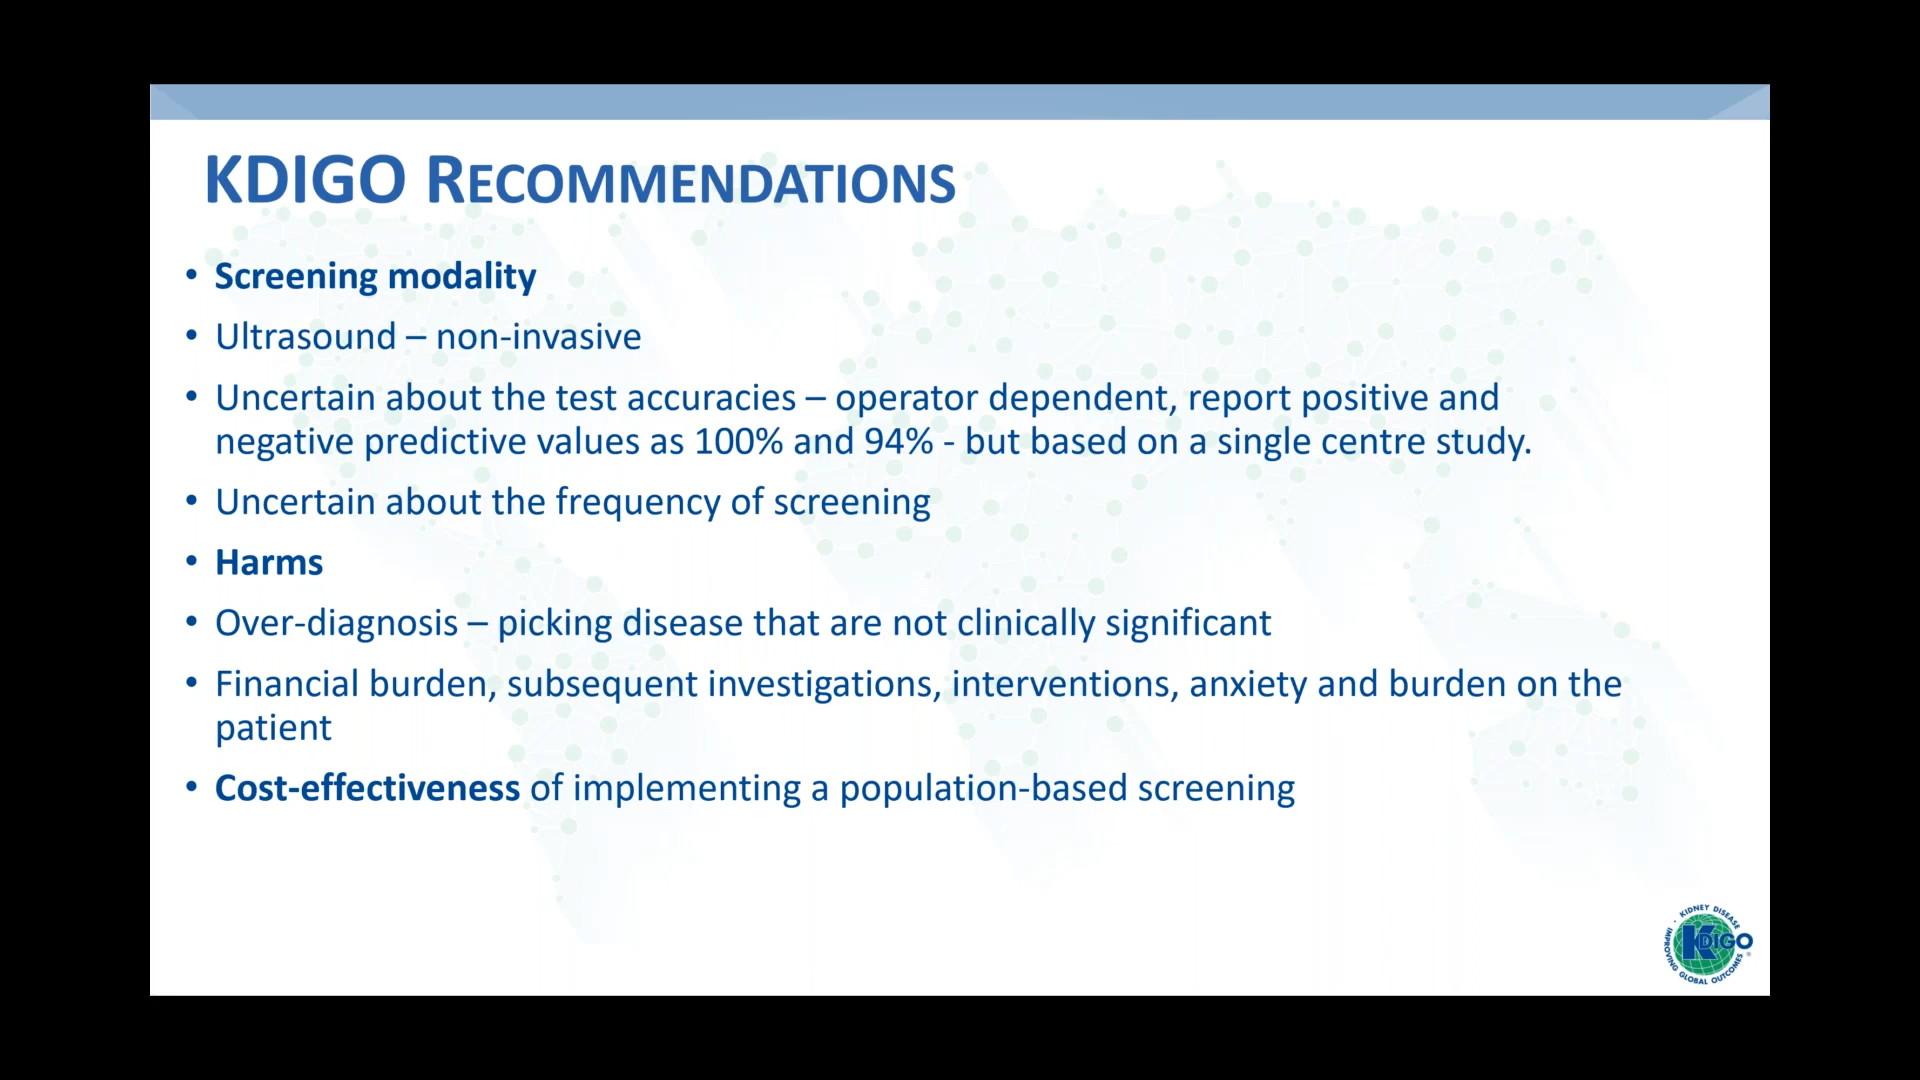 KDIGO RECOMMENDATIONS
• Screening modality
• Ultrasound – non-invasive
• Uncertain about the test accuracies – operator dependent, report positive and
negative predictive values as 100% and 94% - but based on a single centre study.
• Uncertain about the frequency of screening
• Harms
• Over-diagnosis – picking disease that are not clinically significant
• Financial burden, subsequent investigations, interventions, anxiety and burden on the
patient
• Cost-effectiveness of implementing a population-based screening
KIDNEY DISEASE
KDIGO®
IMPROVING GLOBAL OUTCOMES